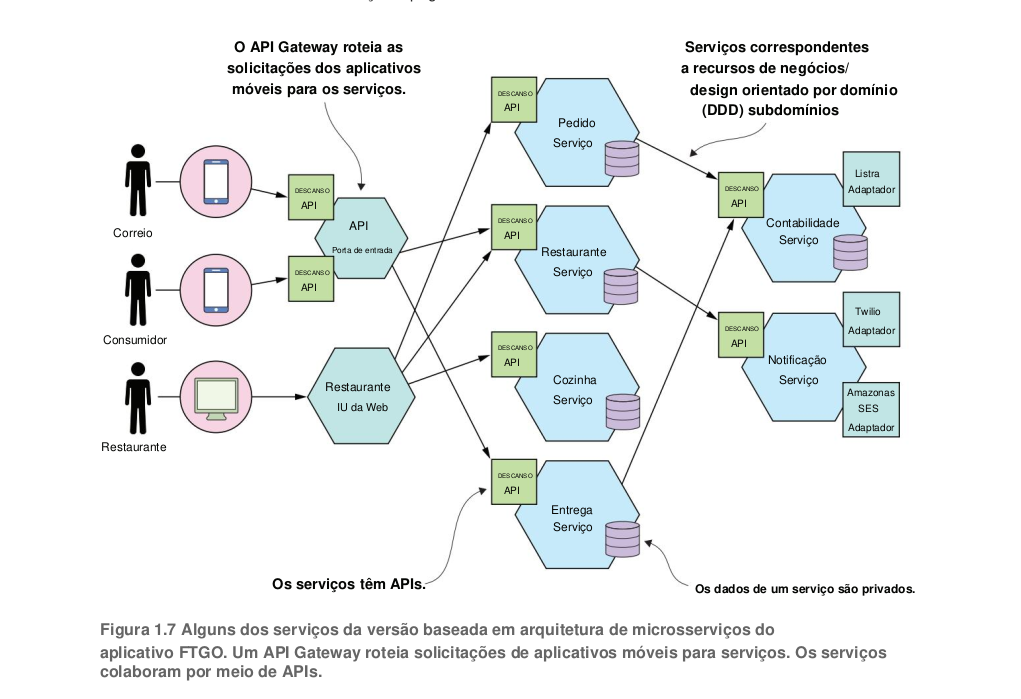 O API Gateway roteia as
solicitações dos aplicativos
móveis para os serviços.
Serviços correspondentes
a recursos de negócios/
design orientado por domínio
(DDD) subdomínios
DESCANSO
API
Pedido
Serviço
DESCANSO
API
Listra
Adaptador
Contabilidade
Serviço
Correio
DESCANSO
API
API
Porta de entrada
DESCANSO
API
Consumidor
DESCANSO
API
Restaurante
Serviço
DESCANSO
API
Notificação
Serviço
Twilio
Adaptador
Amazonas
SES
Adaptador
Restaurante
Restaurante
IU da Web
DESCANSO
API
Cozinha
Serviço
DESCANSO
API
Entrega
Serviço
Os serviços têm APIs.
Os dados de um serviço são privados.
Figura 1.7 Alguns dos serviços da versão baseada em arquitetura de microsserviços do
aplicativo FTGO. Um API Gateway roteia solicitações de aplicativos móveis para serviços. Os serviços
colaboram por meio de APIs.